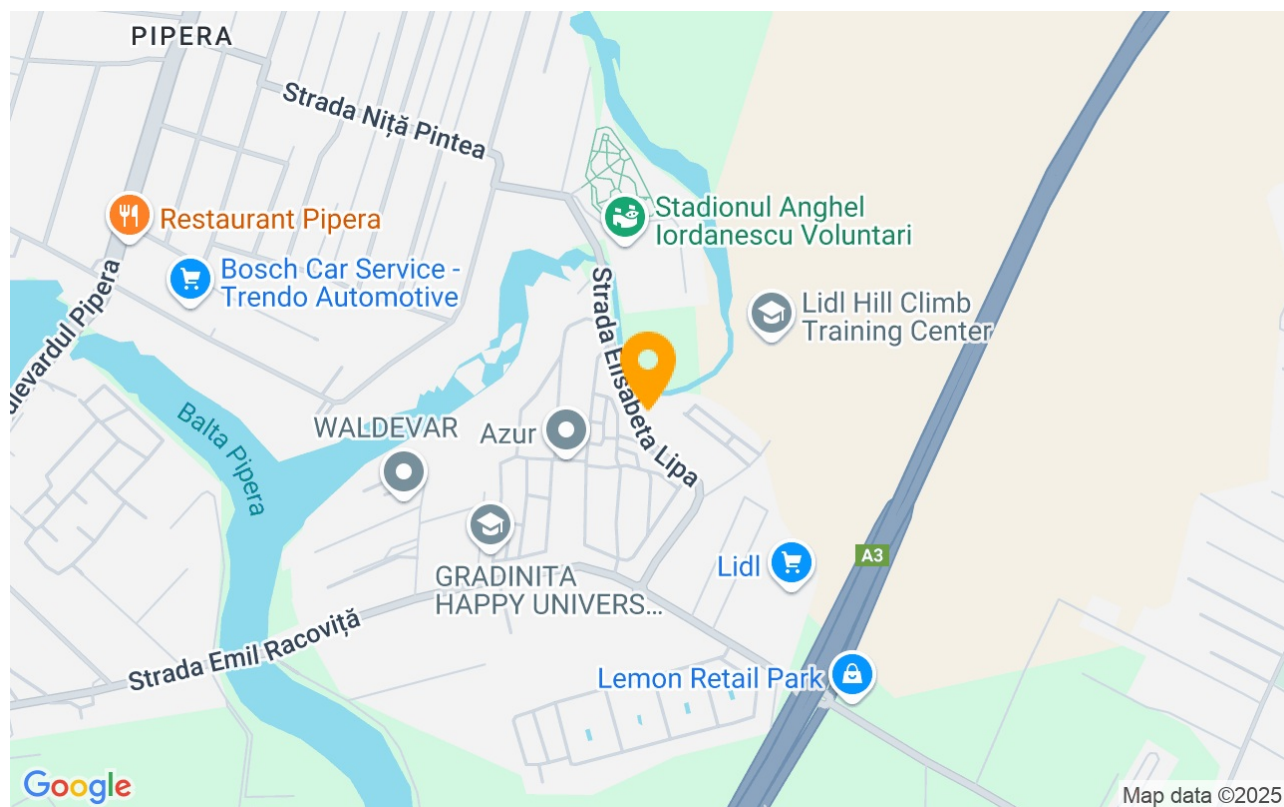 PIPERA
Strada Niță Pintea
Restaurant Pipera
Stadionul Anghel
Iordanescu Voluntari
Bosch Car Service -
Trendo Automotive
Lidl Hill Climb
Training Center
ulevardul Pipera
Strada Elisabeta Lipa
Balta Pipera
WALDEVAR
Azur
GRADINITA
HAPPY UNIVERS...
Lidl
A3
Strada Emil Racoviță
Lemon Retail Park
Google
Map data ©2025